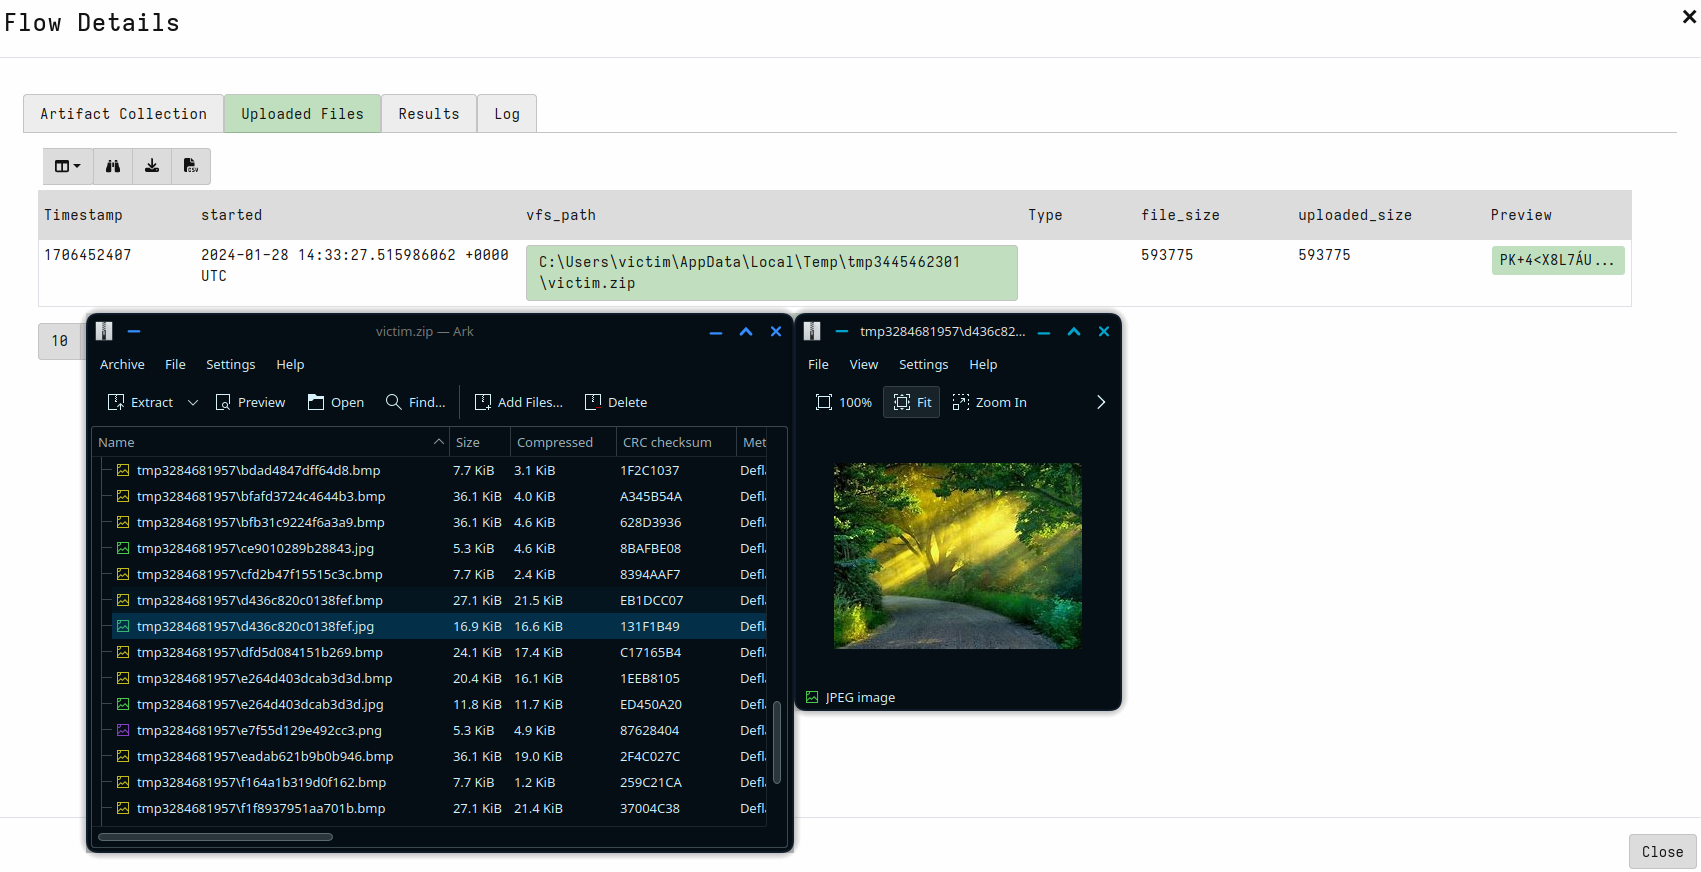 Flow Details
Artifact Collection Uploaded Files Results Log
Timestamp started vfs_path Type file_size uploaded_size Preview
1706452407 2024-01-28 14:33:27.515986062 +0000 C:\Users\victim\AppData\Local\Temp\tmp3445462301 593775 593775 PK+4<X8L7ÁU...
UTC \victim.zip
10
victim.zip — Ark
Archive File Settings Help
Extract Preview Open Find... Add Files... Delete
Name Size Compressed CRC checksum Met
tmp3284681957\bdad4847dff64d8.bmp 7.7 KiB 3.1 KiB 1F2C1037 Defl
tmp3284681957\bfafd3724c4644b3.bmp 36.1 KiB 4.0 KiB A345B54A Defl
tmp3284681957\bfb31c9224f6a3a9.bmp 36.1 KiB 4.6 KiB 628D3936 Defl
tmp3284681957\ce9010289b28843.jpg 5.3 KiB 4.6 KiB 8BAFBE08 Defl
tmp3284681957\cfd2b47f15515c3c.bmp 7.7 KiB 2.4 KiB 8394AAF7 Defl
tmp3284681957\d436c820c0138fef.bmp 27.1 KiB 21.5 KiB EB1DCC07 Defl
tmp3284681957\d436c820c0138fef.jpg 16.9 KiB 16.6 KiB 131F1B49 Defl
tmp3284681957\dfd5d084151b269.bmp 24.1 KiB 17.4 KiB C17165B4 Defl
tmp3284681957\e264d403dcab3d3d.bmp 20.4 KiB 16.1 KiB 1EEB8105 Defl
tmp3284681957\e264d403dcab3d3d.jpg 11.8 KiB 11.7 KiB ED450A20 Defl
tmp3284681957\e7f55d129e492cc3.png 5.3 KiB 4.9 KiB 87628404 Defl
tmp3284681957\eadab621b9b0b946.bmp 36.1 KiB 19.0 KiB 2F4C027C Defl
tmp3284681957\f164a1b319d0f162.bmp 7.7 KiB 1.2 KiB 259C21CA Defl
tmp3284681957\f1f8937951aa701b.bmp 27.1 KiB 21.4 KiB 37004C38 Defl
tmp3284681957\d436c82...
File View Settings Help
100% Fit Zoom In
JPEG image
Close